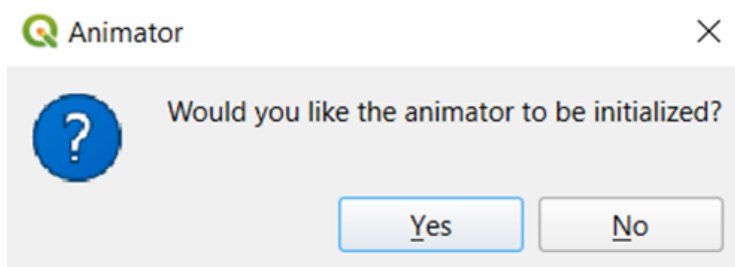 Animator
Would you like the animator to be initialized?
Yes No